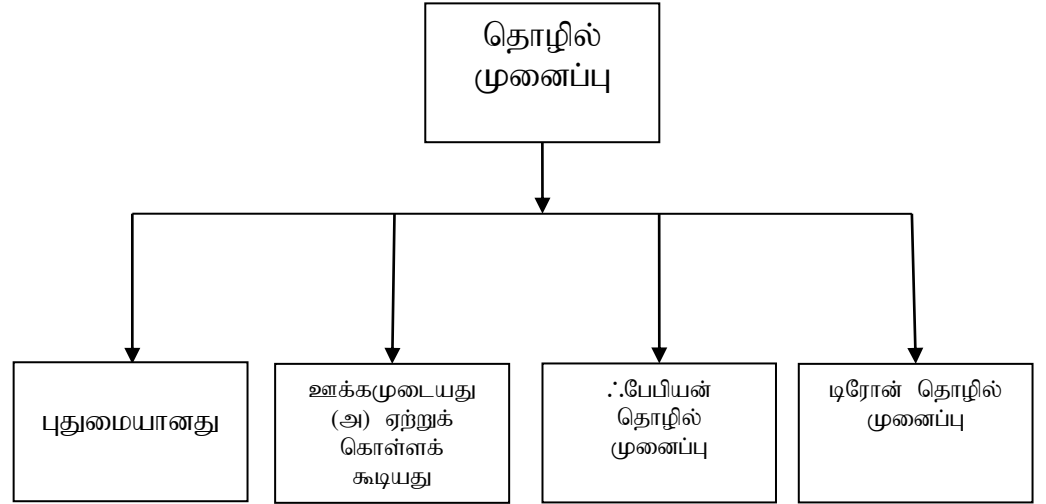 தொழில்
முனைப்பு
புதுமையானது
ஊக்கமுடையது
(அ) ஏற்றுக்
கொள்ளக்
கூடியது
ஃபேபியன்
தொழில்
முனைப்பு
டிரோன் தொழில்
முனைப்பு